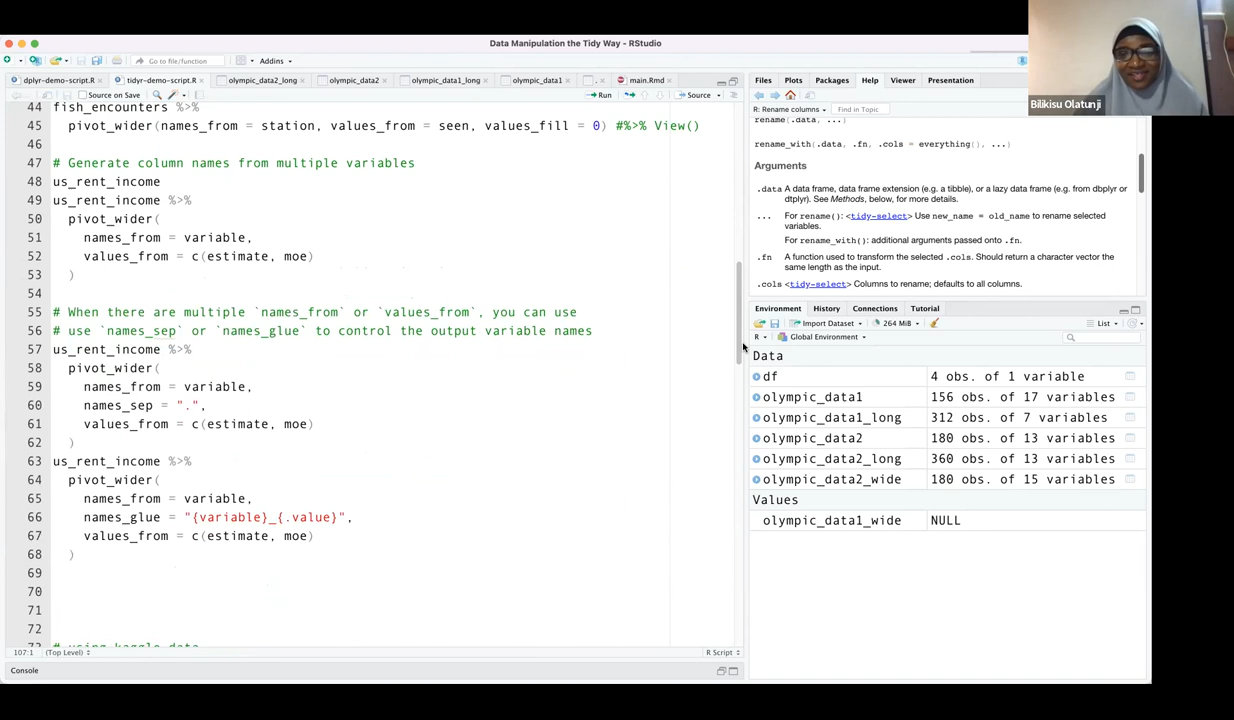 Data Manipulation the Tidy Way - RStudio
Go to file/function
Addins
dplyr-demo-script.R
tidyr-demo-script.R
olympic_data2_long
olympic_data2
olympic_data1_long
olympic_data1
main.Rmd
Source on Save
Run
Source
44 fish_encounters %>%
45 pivot_wider(names_from = station, values_from = seen, values_fill = 0) #%>% View()
46
47 # Generate column names from multiple variables
48 us_rent_income
49 us_rent_income %>%
50 pivot_wider(
51 names_from = variable,
52 values_from = c(estimate, moe)
53 )
54
55 # When there are multiple `names_from` or `values_from`, you can use
56 # use `names_sep` or `names_glue` to control the output variable names
57 us_rent_income %>%
58 pivot_wider(
59 names_from = variable,
60 names_sep = ".",
61 values_from = c(estimate, moe)
62 )
63 us_rent_income %>%
64 pivot_wider(
65 names_from = variable,
66 names_glue = "{variable}_{.value}",
67 values_from = c(estimate, moe)
68 )
69
70
71
72
73 # using kaggle data
107:1
(Top Level)
R Script
Console
Files Plots Packages Help Viewer Presentation
R: Rename columns
Find in Topic
rename(.data, ...)
rename_with(.data, .fn, .cols = everything(), ...)
Arguments
.data A data frame, data frame extension (e.g. a tibble), or a lazy data frame (e.g. from dbplyr or
dtplyr). See Methods, below, for more details.
... For rename(): <tidy-select> Use new_name = old_name to rename selected
variables.
For rename_with(): additional arguments passed onto .fn.
.fn A function used to transform the selected .cols. Should return a character vector the
same length as the input.
.cols <tidy-select> Columns to rename; defaults to all columns.
Environment History Connections Tutorial
Import Dataset
264 MiB
List
R
Global Environment
Data
df 4 obs. of 1 variable
olympic_data1 156 obs. of 17 variables
olympic_data1_long 312 obs. of 7 variables
olympic_data2 180 obs. of 13 variables
olympic_data2_long 360 obs. of 13 variables
olympic_data2_wide 180 obs. of 15 variables
Values
olympic_data1_wide NULL
Bilikisu Olatunji